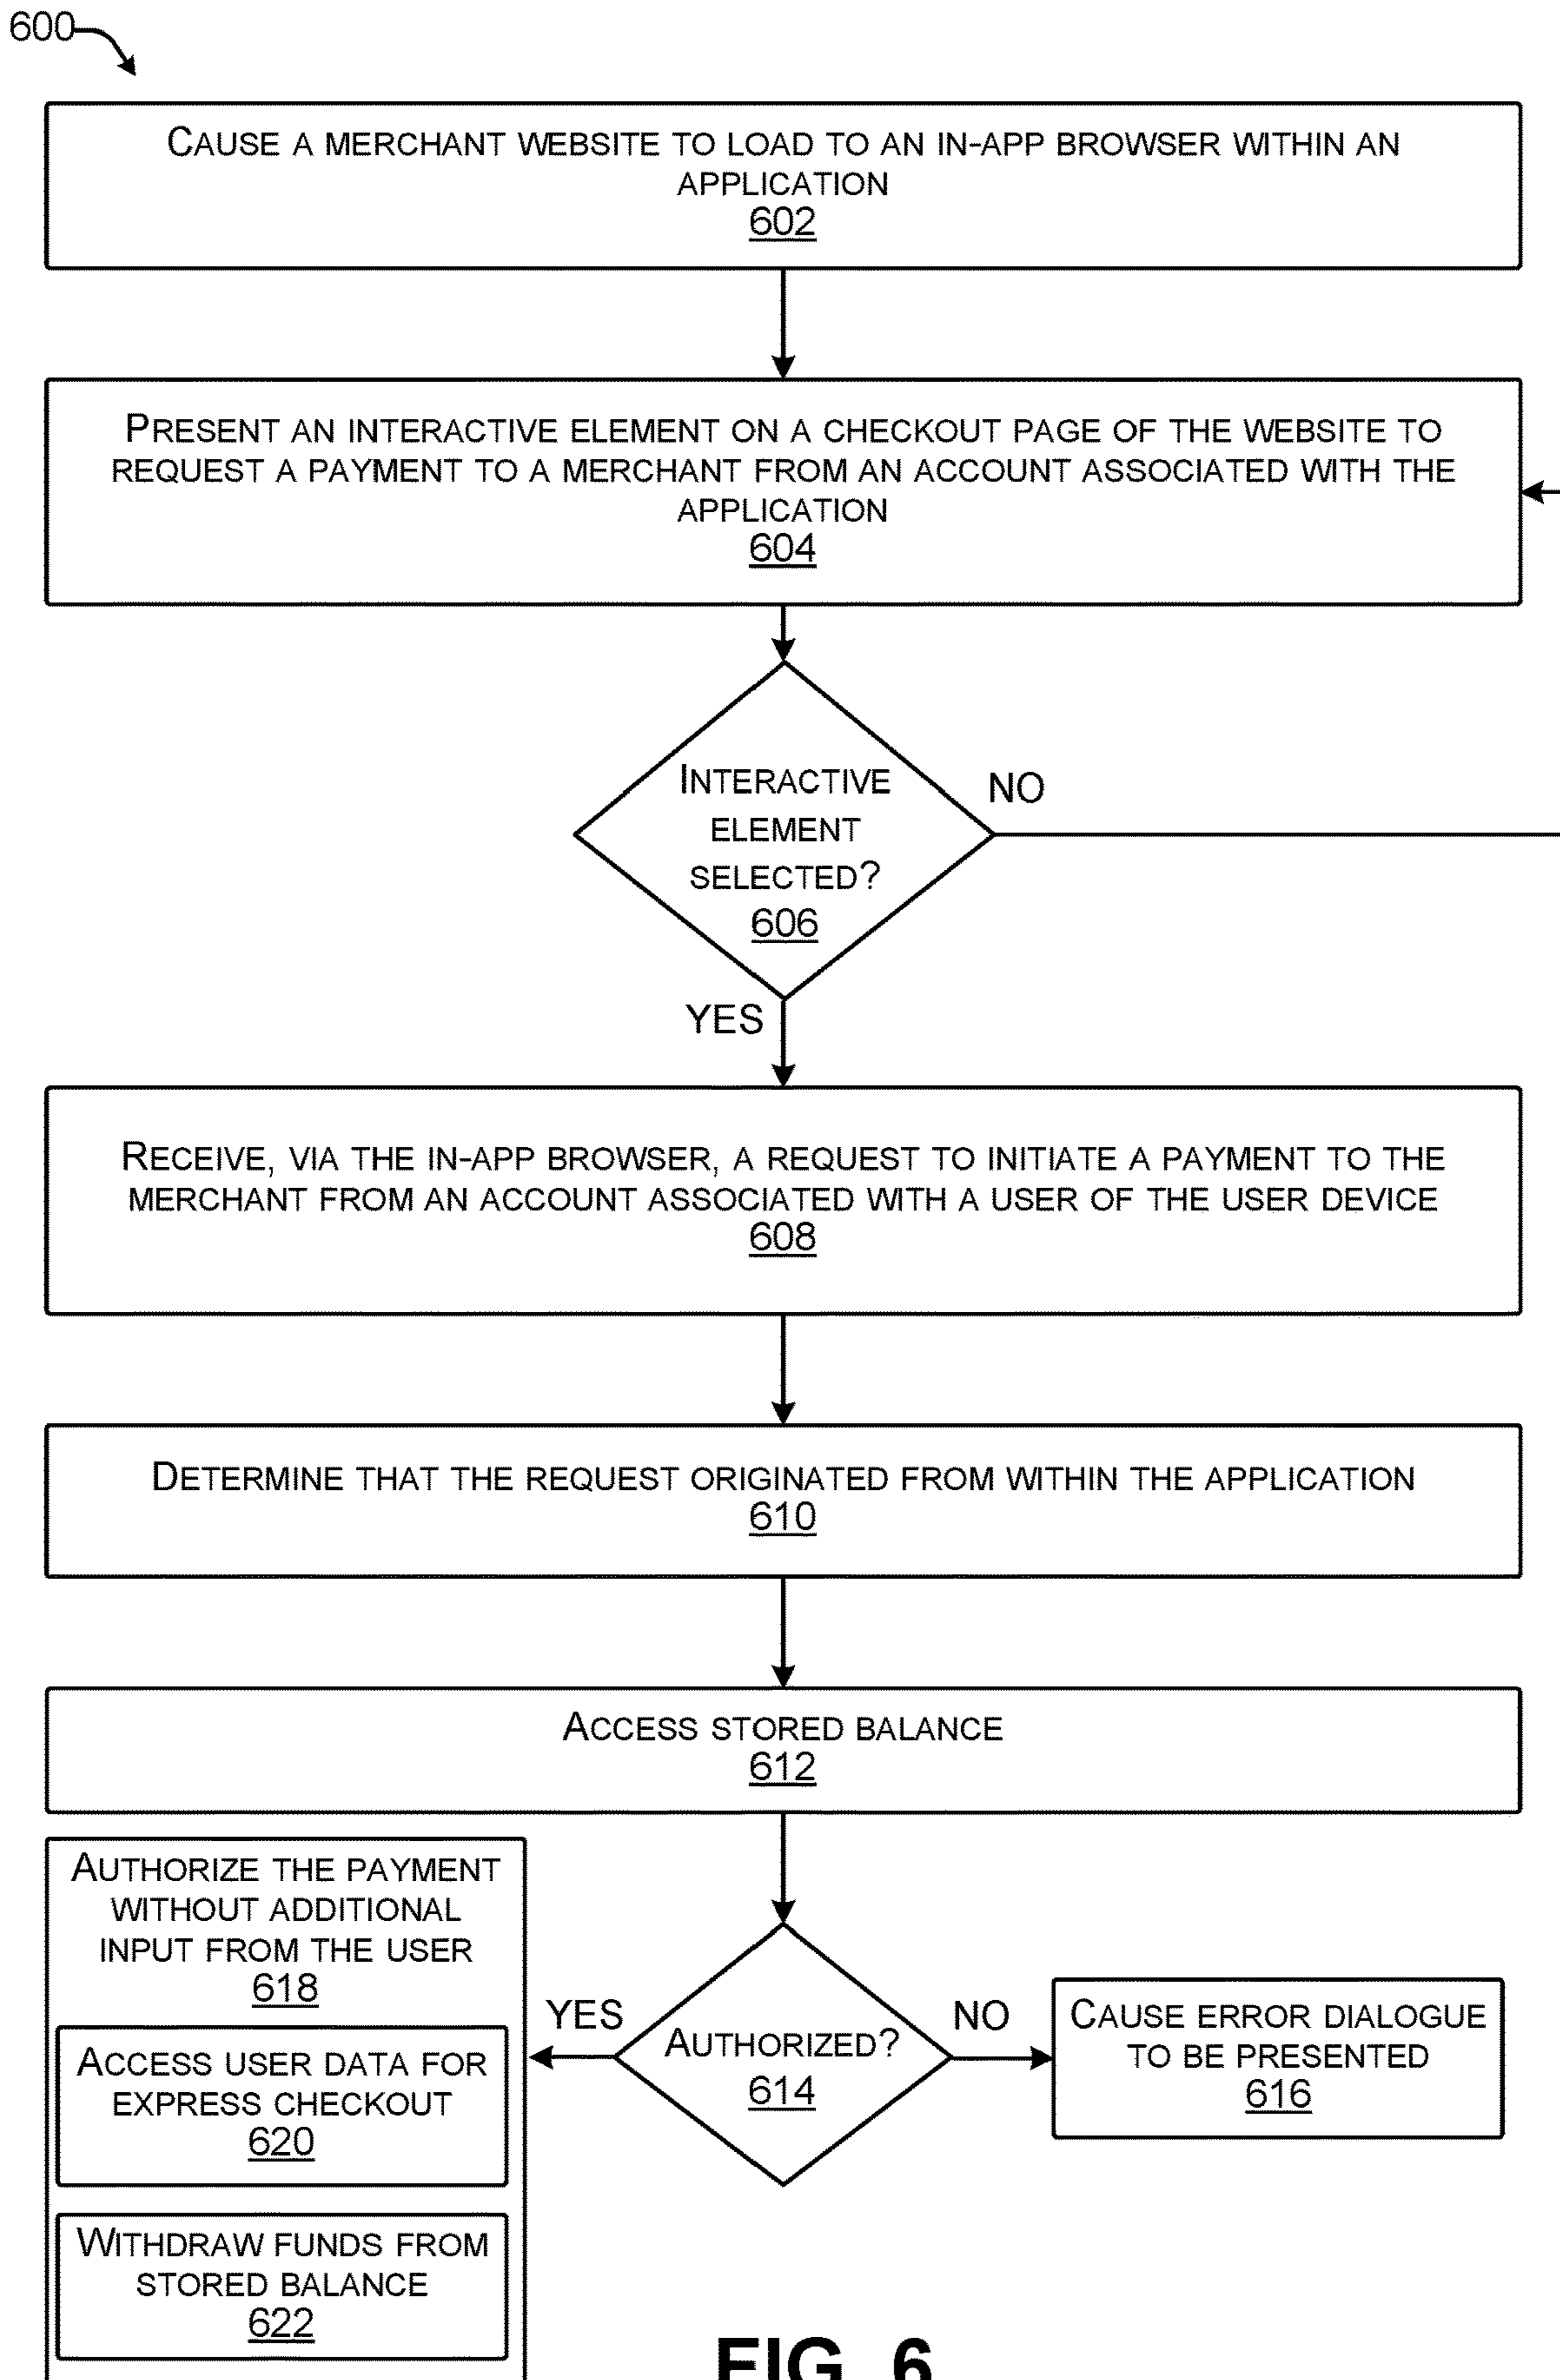 600
CAUSE A MERCHANT WEBSITE TO LOAD TO AN IN-APP BROWSER WITHIN AN
APPLICATION
602
PRESENT AN INTERACTIVE ELEMENT ON A CHECKOUT PAGE OF THE WEBSITE TO
REQUEST A PAYMENT TO A MERCHANT FROM AN ACCOUNT ASSOCIATED WITH THE
APPLICATION
604
INTERACTIVE
ELEMENT
SELECTED?
606
NO
YES
RECEIVE, VIA THE IN-APP BROWSER, A REQUEST TO INITIATE A PAYMENT TO THE
MERCHANT FROM AN ACCOUNT ASSOCIATED WITH A USER OF THE USER DEVICE
608
DETERMINE THAT THE REQUEST ORIGINATED FROM WITHIN THE APPLICATION
610
ACCESS STORED BALANCE
612
AUTHORIZED?
614
YES
NO
CAUSE ERROR DIALOGUE
TO BE PRESENTED
616
AUTHORIZE THE PAYMENT
WITHOUT ADDITIONAL
INPUT FROM THE USER
618
ACCESS USER DATA FOR
EXPRESS CHECKOUT
620
WITHDRAW FUNDS FROM
STORED BALANCE
622
FIG. 6